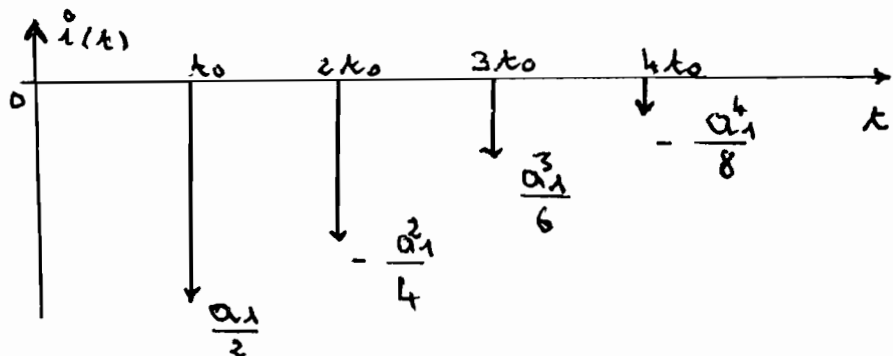 i(t)
0 t₀ 2t₀ 3t₀ 4t₀ t
a₁/2
- a₁²/4
a₁³/6
- a₁⁴/8